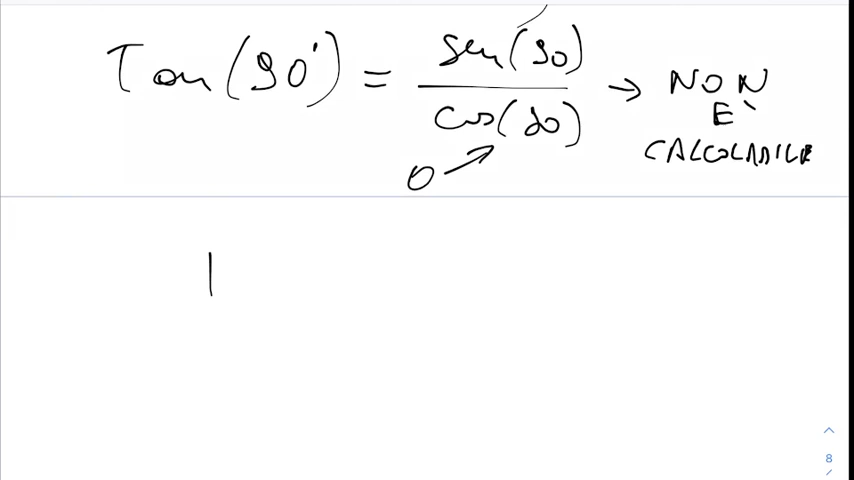 Tan(90°) = sen(90) / cos(90) → NON È CALCOLABILE
0
8